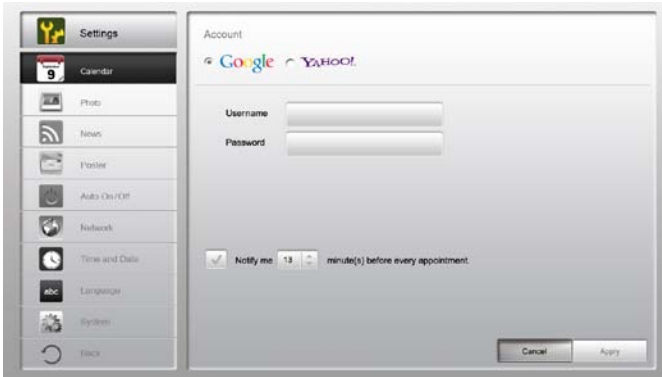 Settings
Calendar
9
Photo
News
Poster
Auto On/Off
Network
Time and Date
abc
Language
System
Back
Account
Google YAHOO!
Username
Password
Notify me 13 minute(s) before every appointment.
Cancel Apply